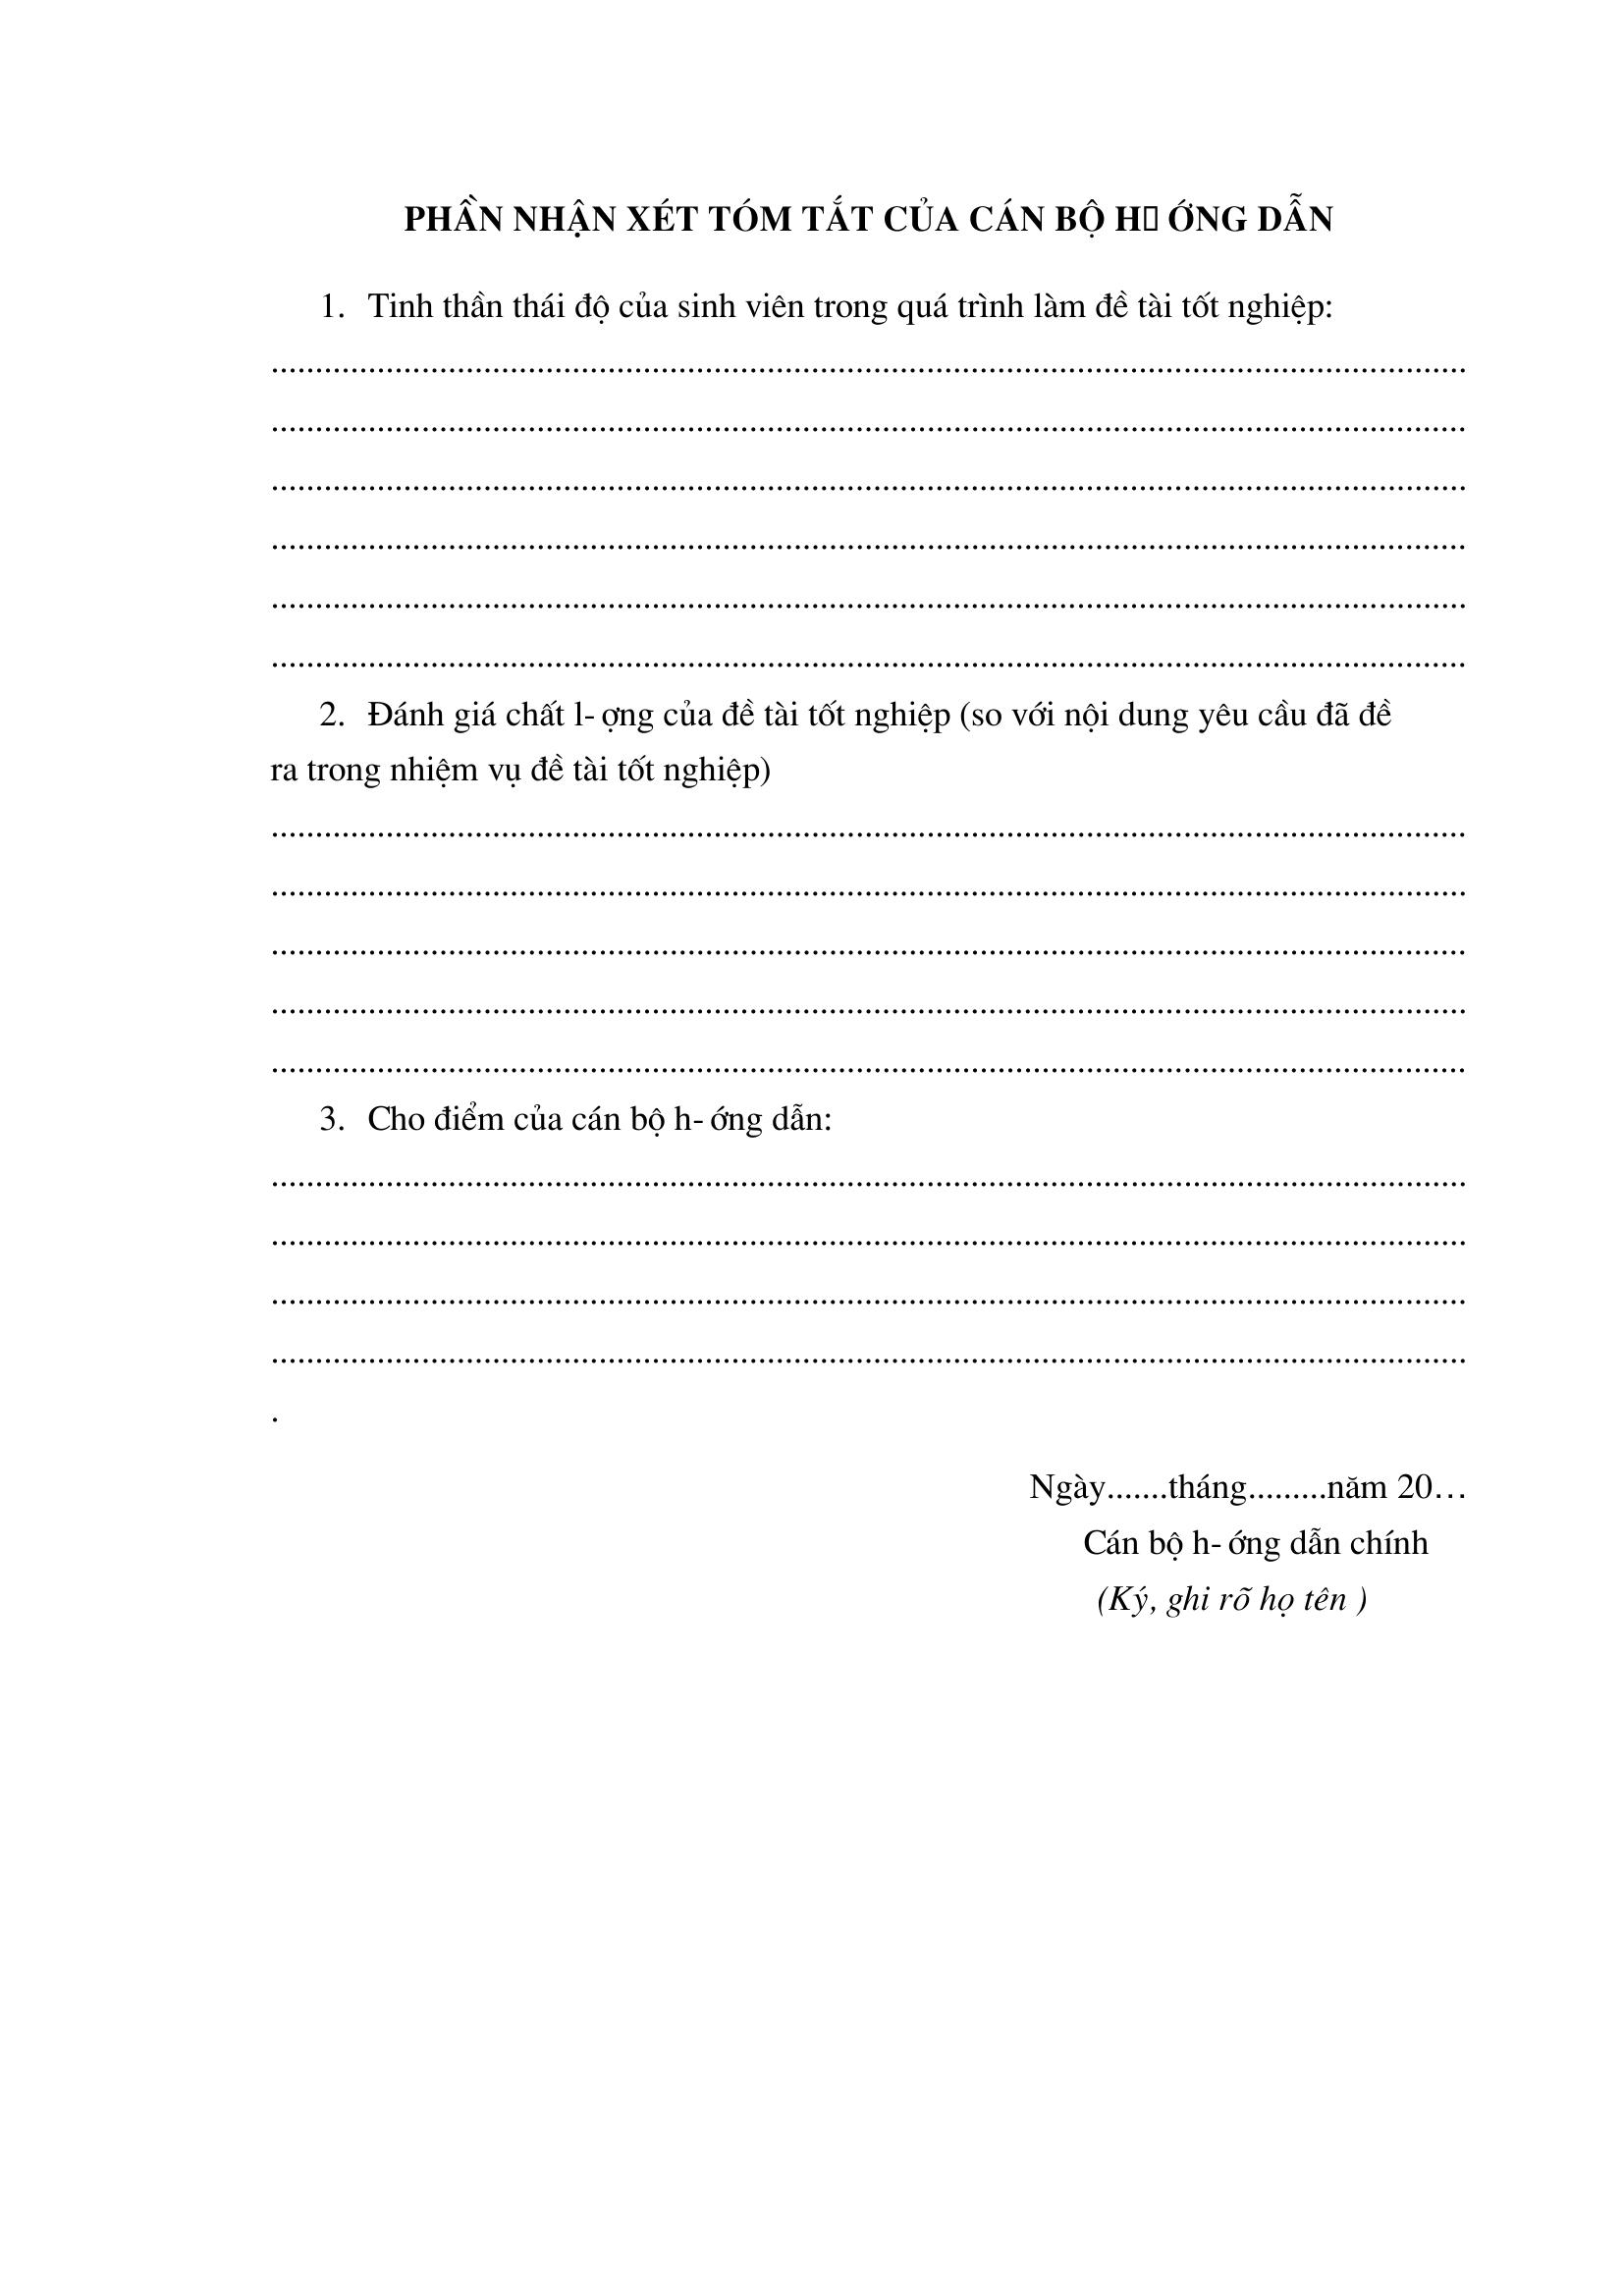 PHẦN NHẬN XÉT TÓM TẮT CỦA CÁN BỘ H▯ ỚNG DẪN
1. Tinh thần thái độ của sinh viên trong quá trình làm đề tài tốt nghiệp:
........................................................................................................................................
........................................................................................................................................
........................................................................................................................................
........................................................................................................................................
........................................................................................................................................
........................................................................................................................................
2. Đánh giá chất l- ợng của đề tài tốt nghiệp (so với nội dung yêu cầu đã đề
ra trong nhiệm vụ đề tài tốt nghiệp)
........................................................................................................................................
........................................................................................................................................
........................................................................................................................................
........................................................................................................................................
........................................................................................................................................
3. Cho điểm của cán bộ h- ớng dẫn:
........................................................................................................................................
........................................................................................................................................
........................................................................................................................................
........................................................................................................................................
.
Ngày.......tháng.........năm 20…
Cán bộ h- ớng dẫn chính
(Ký, ghi rõ họ tên )